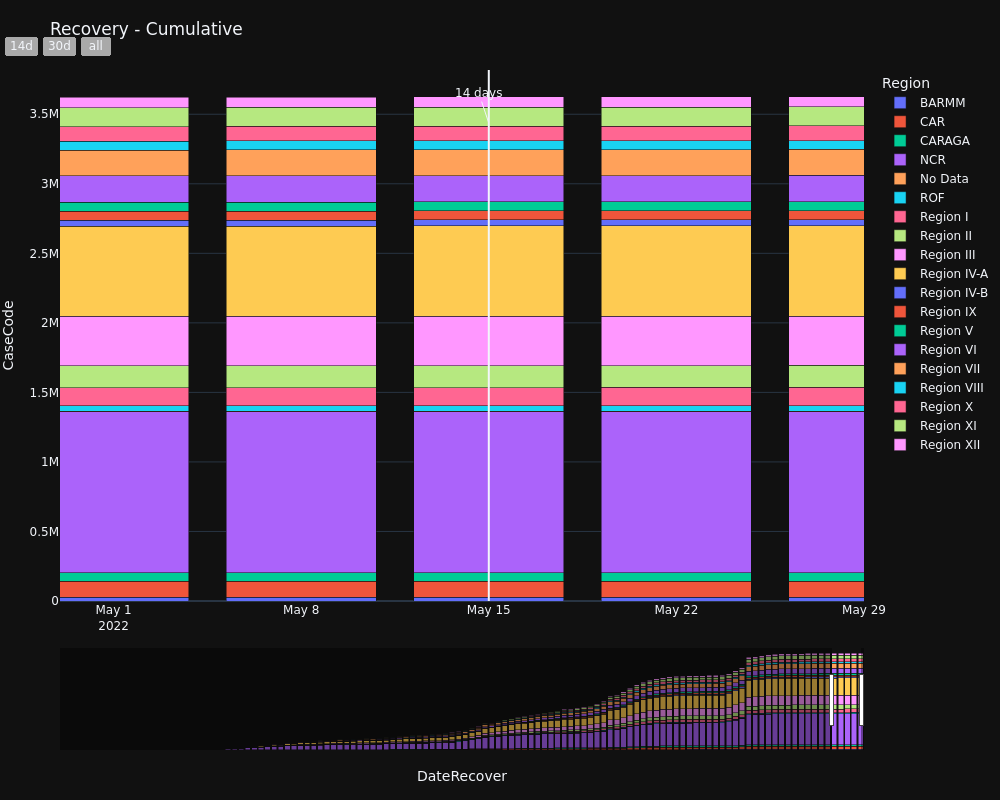 Recovery - Cumulative
14d 30d all
14 days
3.5M
3M
2.5M
2M
1.5M
1M
0.5M
0
CaseCode
May 1
2022
May 8
May 15
May 22
May 29
DateRecover
Region
BARMM
CAR
CARAGA
NCR
No Data
ROF
Region I
Region II
Region III
Region IV-A
Region IV-B
Region IX
Region V
Region VI
Region VII
Region VIII
Region X
Region XI
Region XII